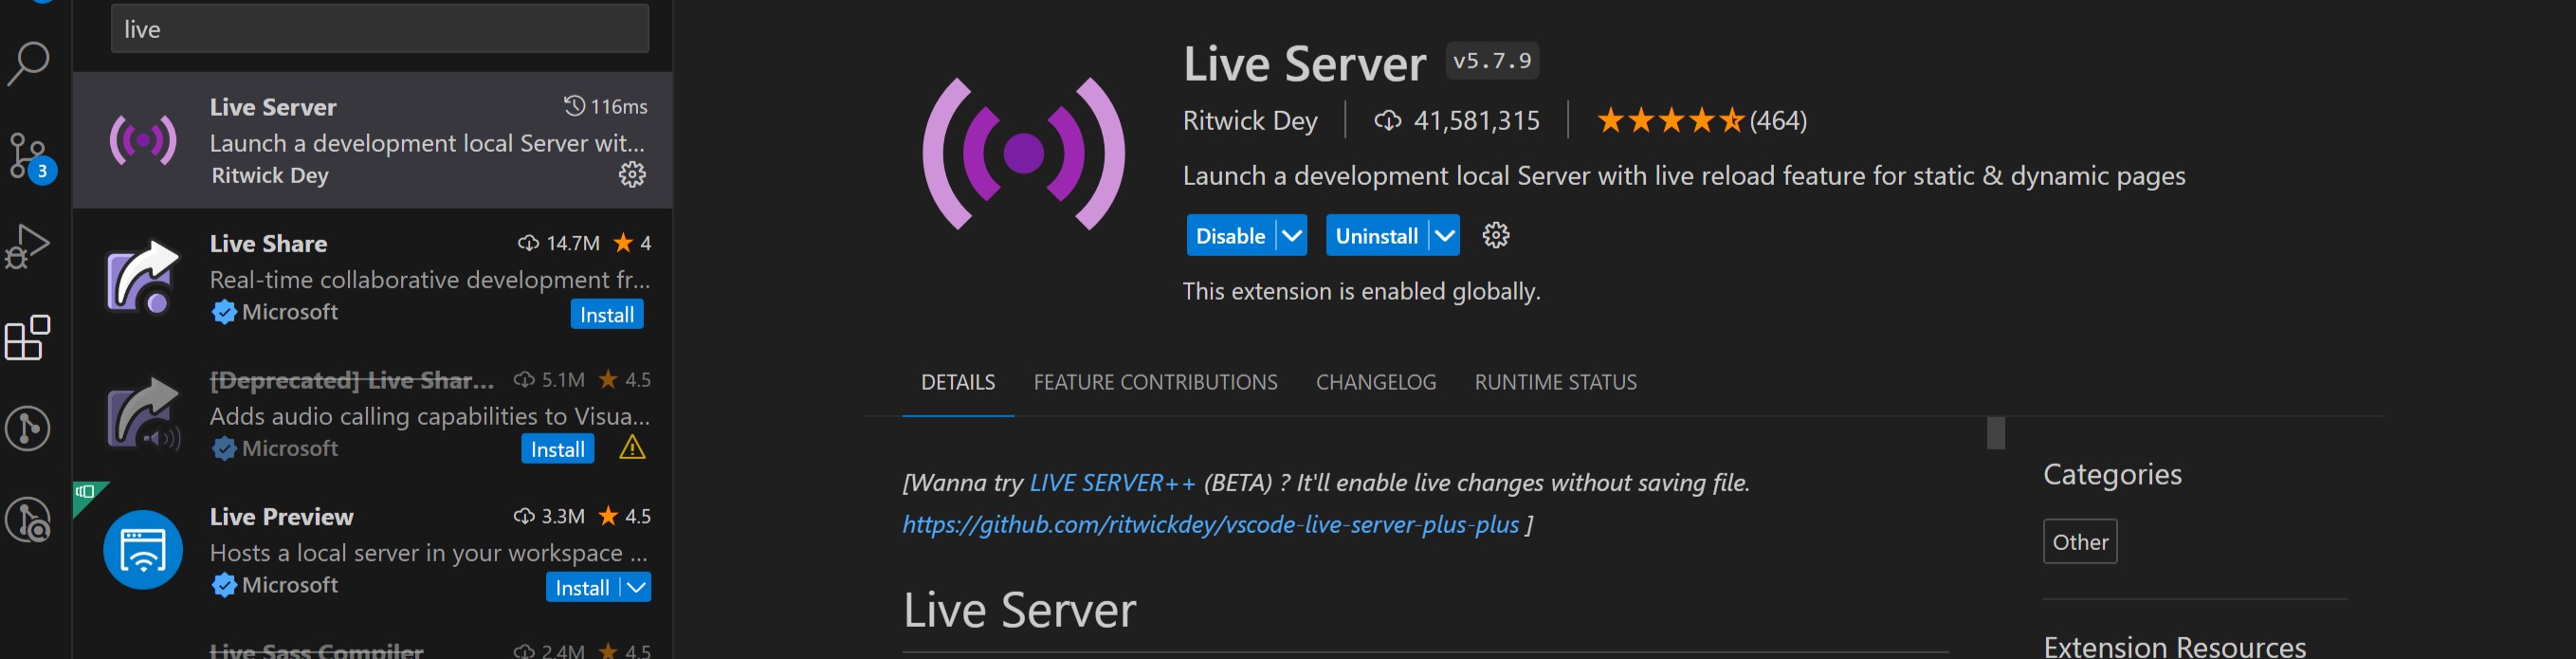 live
Live Server 116ms
Launch a development local Server wit...
Ritwick Dey
3
Live Share 14.7M 4
Real-time collaborative development fr...
Microsoft Install
[Deprecated] Live Shar... 5.1M 4.5
Adds audio calling capabilities to Visua...
Microsoft Install
Live Preview 3.3M 4.5
Hosts a local server in your workspace ...
Microsoft Install
Live Sass Compiler 2.4M 4.5
Live Server v5.7.9
Ritwick Dey 41,581,315 (464)
Launch a development local Server with live reload feature for static & dynamic pages
Disable Uninstall
This extension is enabled globally.
DETAILS FEATURE CONTRIBUTIONS CHANGELOG RUNTIME STATUS
[Wanna try LIVE SERVER++ (BETA) ? It'll enable live changes without saving file.
https://github.com/ritwickdey/vscode-live-server-plus-plus ]
Live Server
Categories
Other
Extension Resources